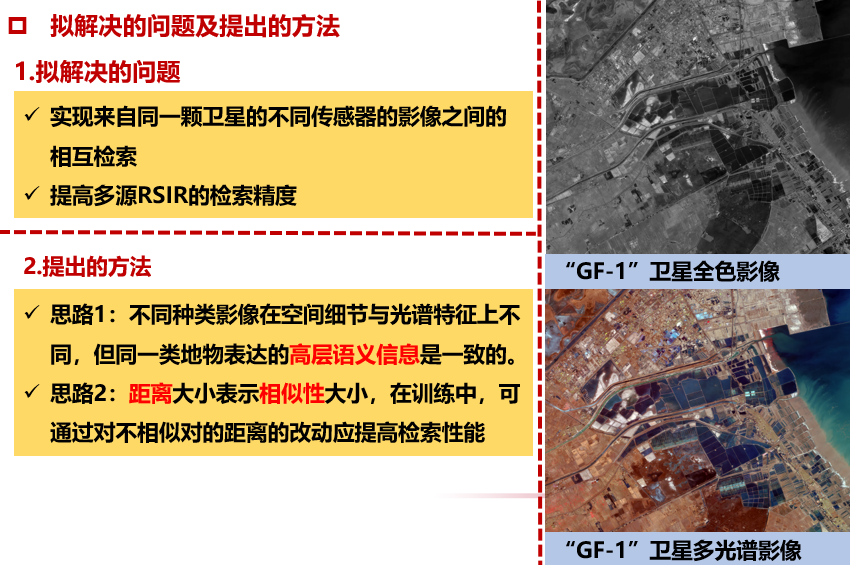 拟解决的问题及提出的方法
1.拟解决的问题
实现来自同一颗卫星的不同传感器的影像之间的
相互检索
提高多源RSIR的检索精度
2.提出的方法
思路1：不同种类影像在空间细节与光谱特征上不
同，但同一类地物表达的高层语义信息是一致的。
思路2：距离大小表示相似性大小，在训练中，可
通过对不相似对的距离的改动应提高检索性能
“GF-1”卫星全色影像
“GF-1”卫星多光谱影像